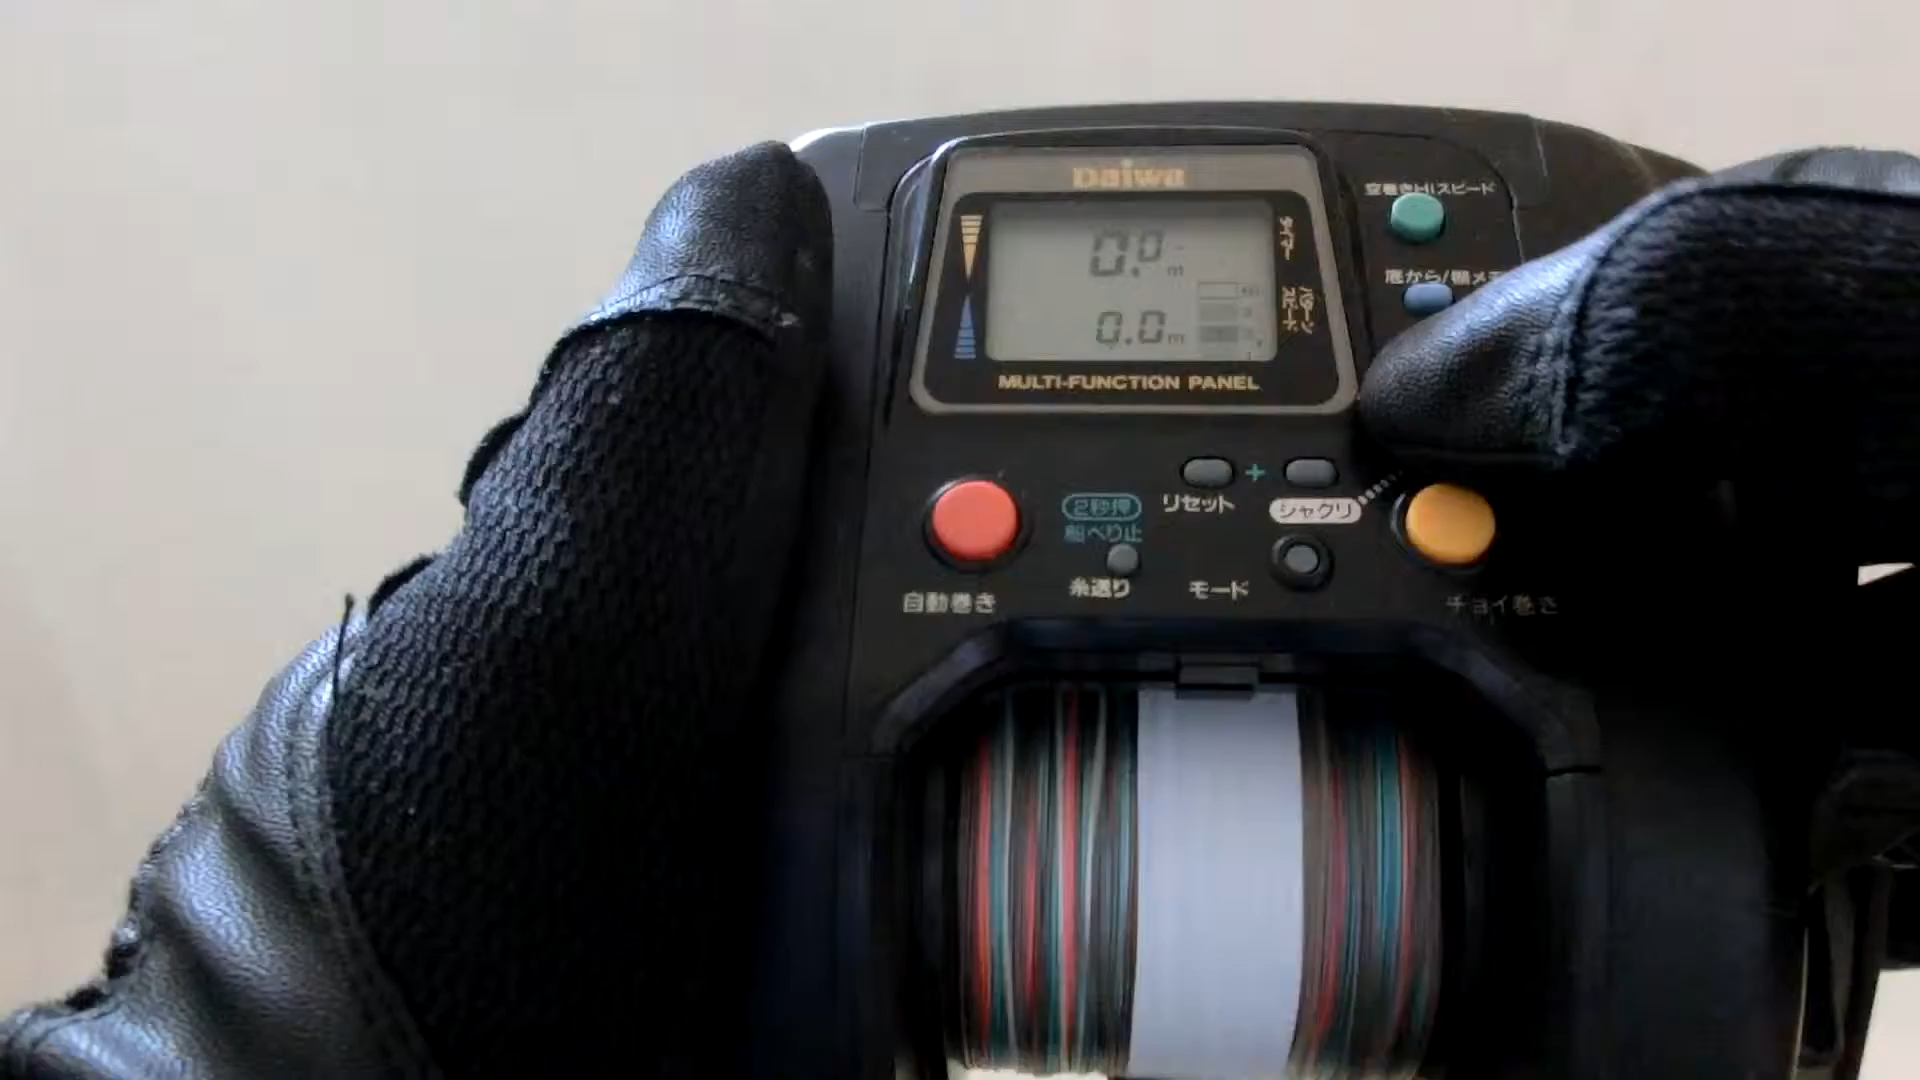 Daiwa
空巻きHiスピード
タイマー
0.0 m
底から/棚メモ
パターン
スピード
0.0 m
MULTI-FUNCTION PANEL
リセット
+
シャクリ
2秒押
船べり止
糸送り
モード
自動巻き
チョイ巻き